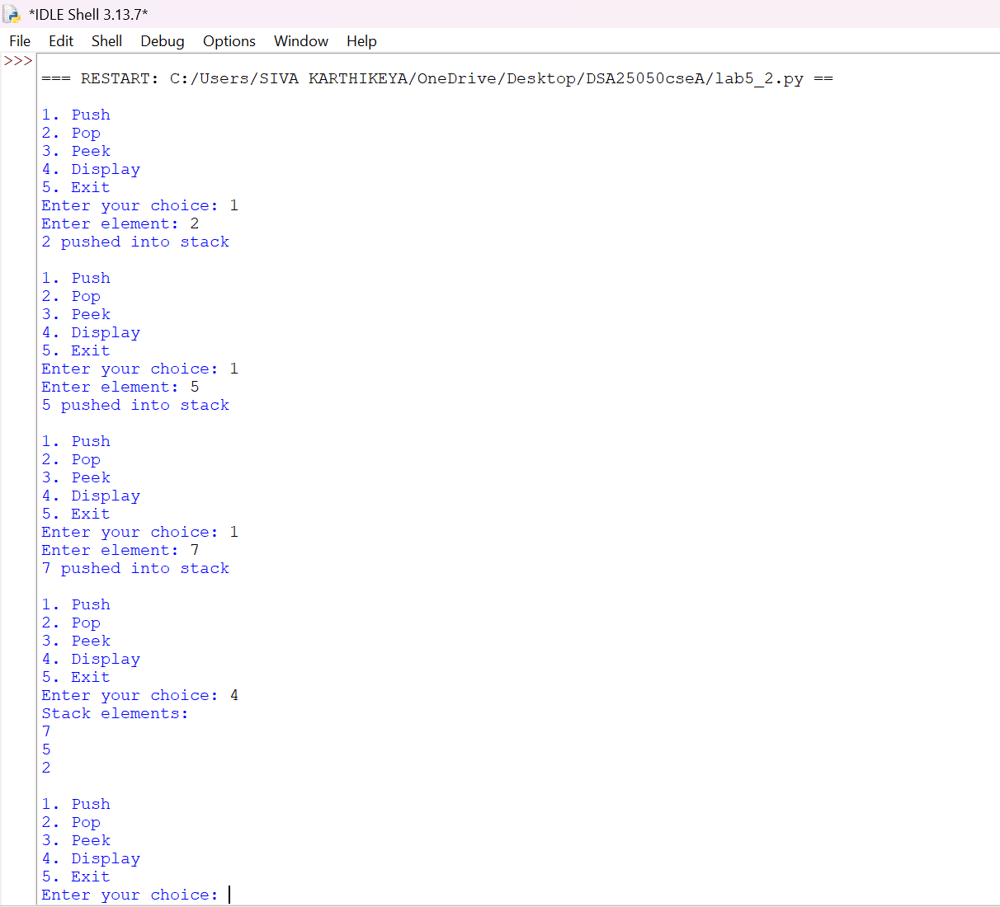 *IDLE Shell 3.13.7*
File Edit Shell Debug Options Window Help
>>>
=== RESTART: C:/Users/SIVA KARTHIKEYA/OneDrive/Desktop/DSA25050cseA/lab5_2.py ==
1. Push
2. Pop
3. Peek
4. Display
5. Exit
Enter your choice: 1
Enter element: 2
2 pushed into stack
1. Push
2. Pop
3. Peek
4. Display
5. Exit
Enter your choice: 1
Enter element: 5
5 pushed into stack
1. Push
2. Pop
3. Peek
4. Display
5. Exit
Enter your choice: 1
Enter element: 7
7 pushed into stack
1. Push
2. Pop
3. Peek
4. Display
5. Exit
Enter your choice: 4
Stack elements:
7
5
2
1. Push
2. Pop
3. Peek
4. Display
5. Exit
Enter your choice: